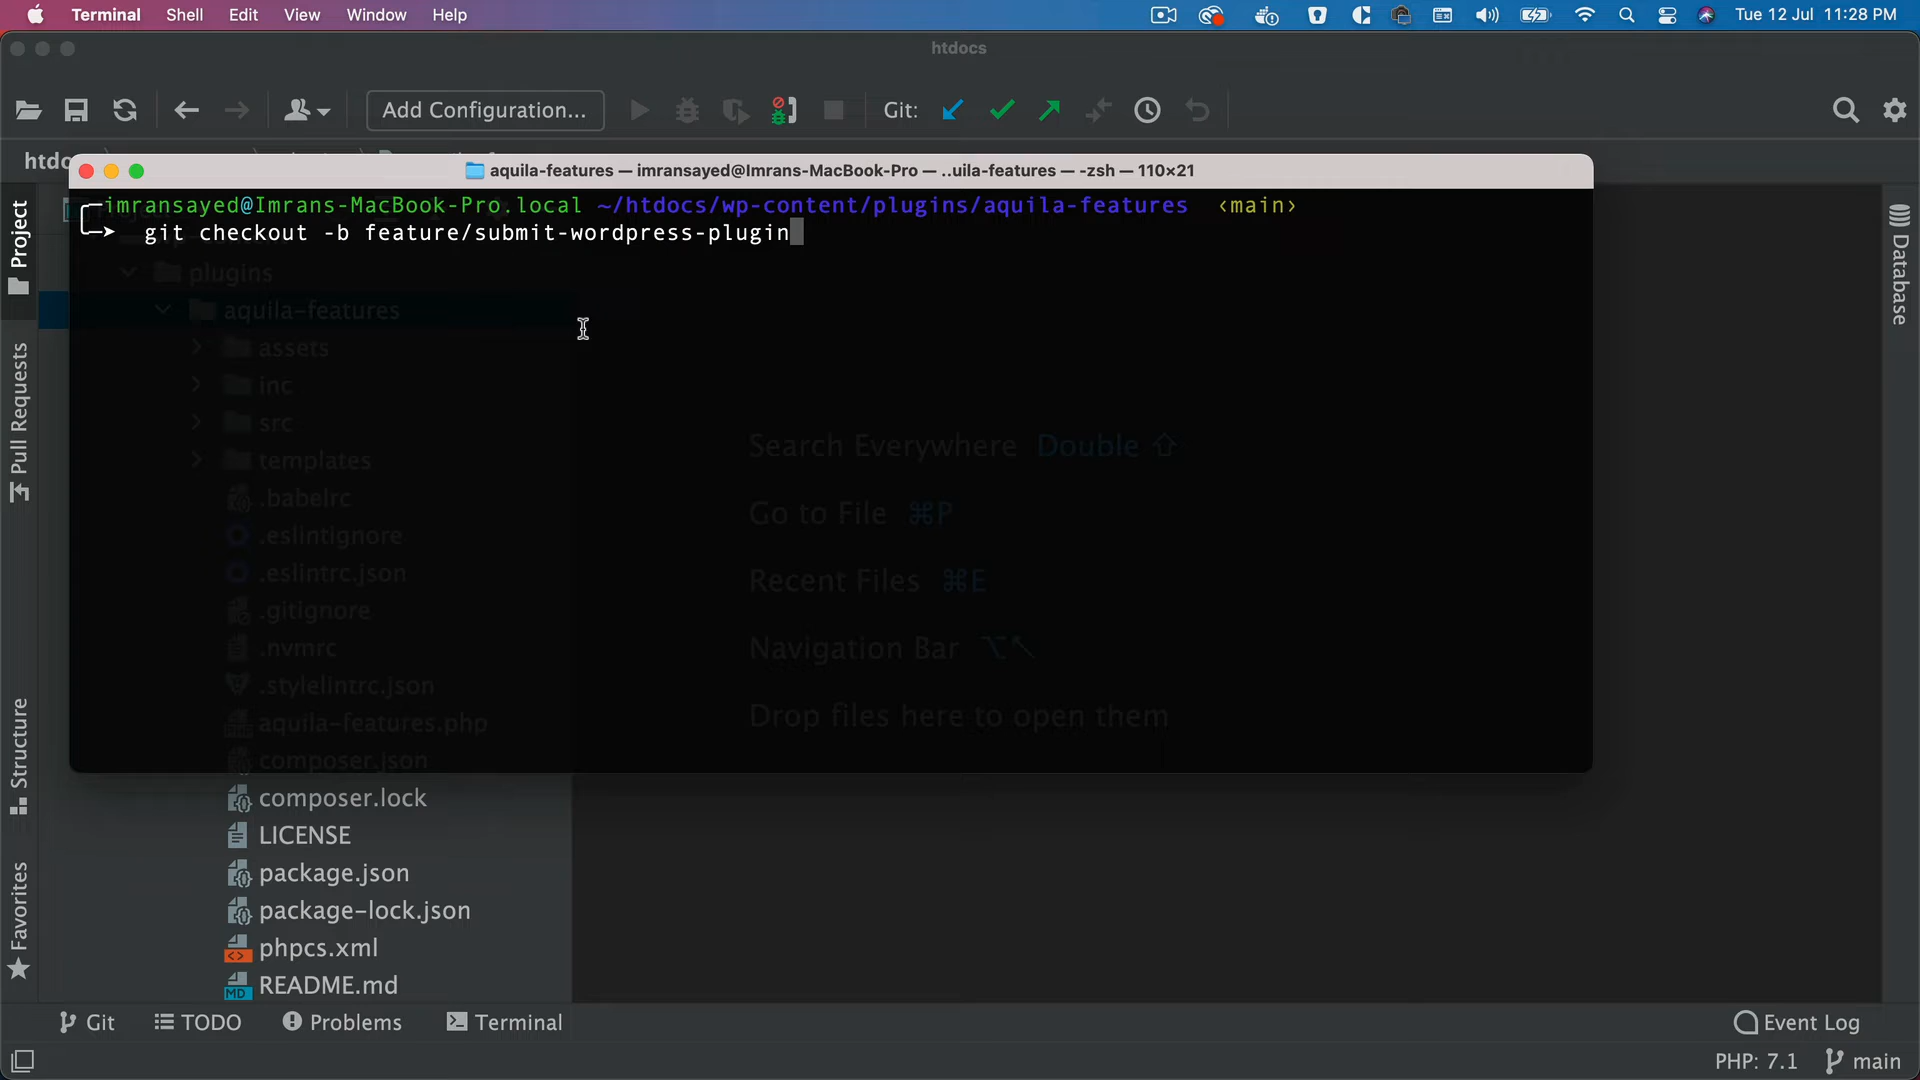 Terminal Shell Edit View Window Help Tue 12 Jul 11:28 PM
htdocs
Add Configuration... Git:
htdo
aquila-features — imransayed@Imrans-MacBook-Pro — ..uila-features — -zsh — 110×21
imransayed@Imrans-MacBook-Pro.local ~/htdocs/wp-content/plugins/aquila-features ‹main›
git checkout -b feature/submit-wordpress-plugin
Project
Pull Requests
Structure
Favorites
Database
plugins
aquila-features
assets
inc
src
templates
.babelrc
.eslintignore
.eslintrc.json
.gitignore
.nvmrc
.stylelintrc.json
aquila-features.php
composer.json
composer.lock
LICENSE
package.json
package-lock.json
phpcs.xml
README.md
Search Everywhere Double ⇧
Go to File ⌘P
Recent Files ⌘E
Navigation Bar ⌥↖
Drop files here to open them
Git TODO Problems Terminal Event Log
PHP: 7.1 main